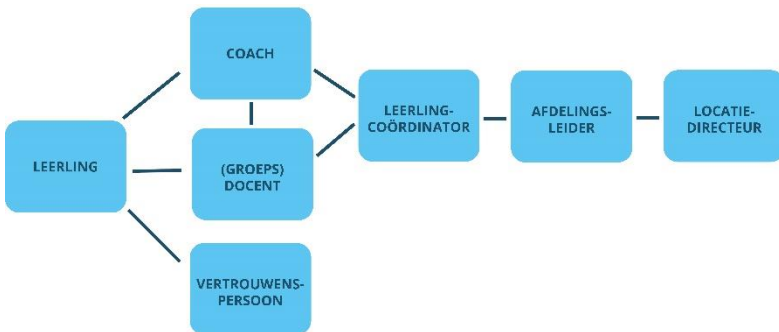 COACH
LEERLING
(GROEPS)
DOCENT
VERTROUWENS-
PERSOON
LEERLING-
COÖRDINATOR
AFDELINGS-
LEIDER
LOCATIE-
DIRECTEUR